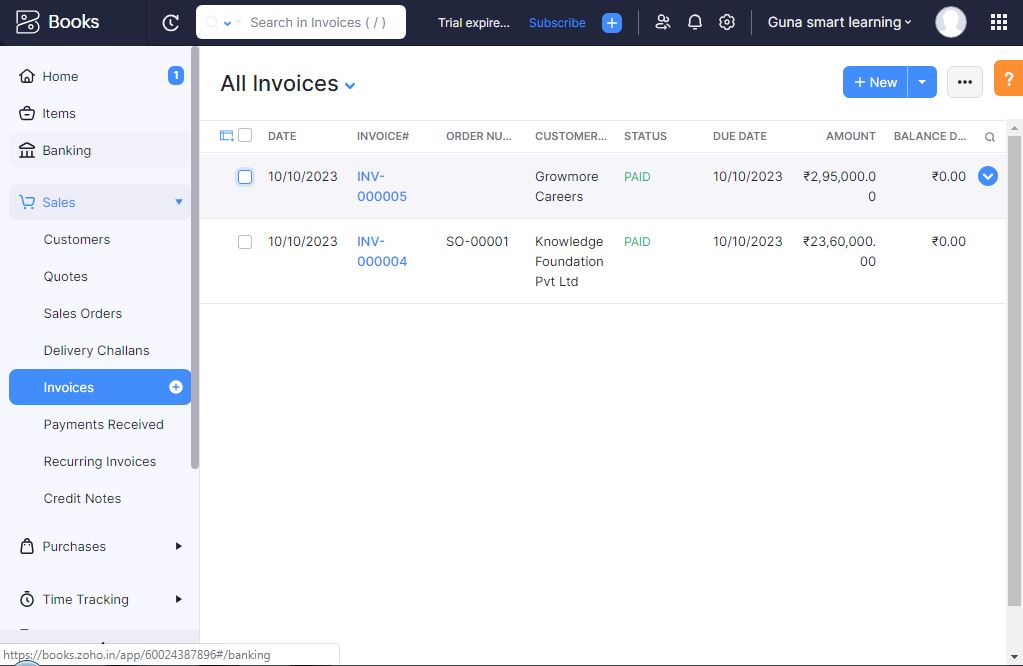 Books
Search in Invoices ( / )
Trial expire...
Subscribe
Guna smart learning
Home
1
Items
Banking
Sales
Customers
Quotes
Sales Orders
Delivery Challans
Invoices
Payments Received
Recurring Invoices
Credit Notes
Purchases
Time Tracking
https://books.zoho.in/app/60024387896#/banking
All Invoices
+ New
?
DATE INVOICE# ORDER NU... CUSTOMER... STATUS DUE DATE AMOUNT BALANCE D...
10/10/2023 INV- Growmore PAID 10/10/2023 ₹2,95,000.0 ₹0.00
000005 Careers 0
10/10/2023 INV- SO-00001 Knowledge PAID 10/10/2023 ₹23,60,000. ₹0.00
000004 Foundation 00
Pvt Ltd